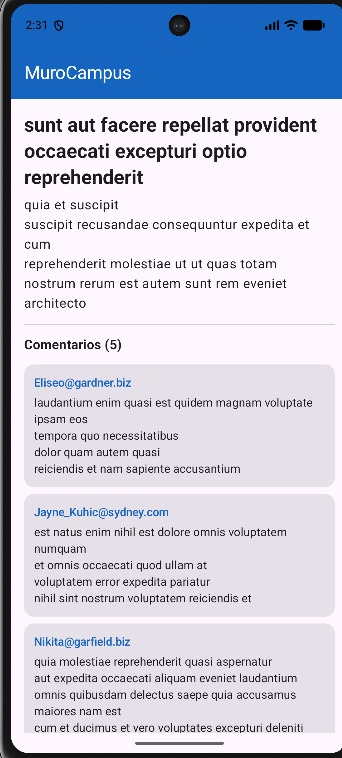 2:31
MuroCampus
sunt aut facere repellat provident
occaecati excepturi optio
reprehenderit
quia et suscipit
suscipit recusandae consequuntur expedita et
cum
reprehenderit molestiae ut ut quas totam
nostrum rerum est autem sunt rem eveniet
architecto
Comentarios (5)
Eliseo@gardner.biz
laudantium enim quasi est quidem magnam voluptate
ipsam eos
tempora quo necessitatibus
dolor quam autem quasi
reiciendis et nam sapiente accusantium
Jayne_Kuhic@sydney.com
est natus enim nihil est dolore omnis voluptatem
numquam
et omnis occaecati quod ullam at
voluptatem error expedita pariatur
nihil sint nostrum voluptatem reiciendis et
Nikita@garfield.biz
quia molestiae reprehenderit quasi aspernatur
aut expedita occaecati aliquam eveniet laudantium
omnis quibusdam delectus saepe quia accusamus
maiores nam est
cum et ducimus et vero voluptates excepturi deleniti